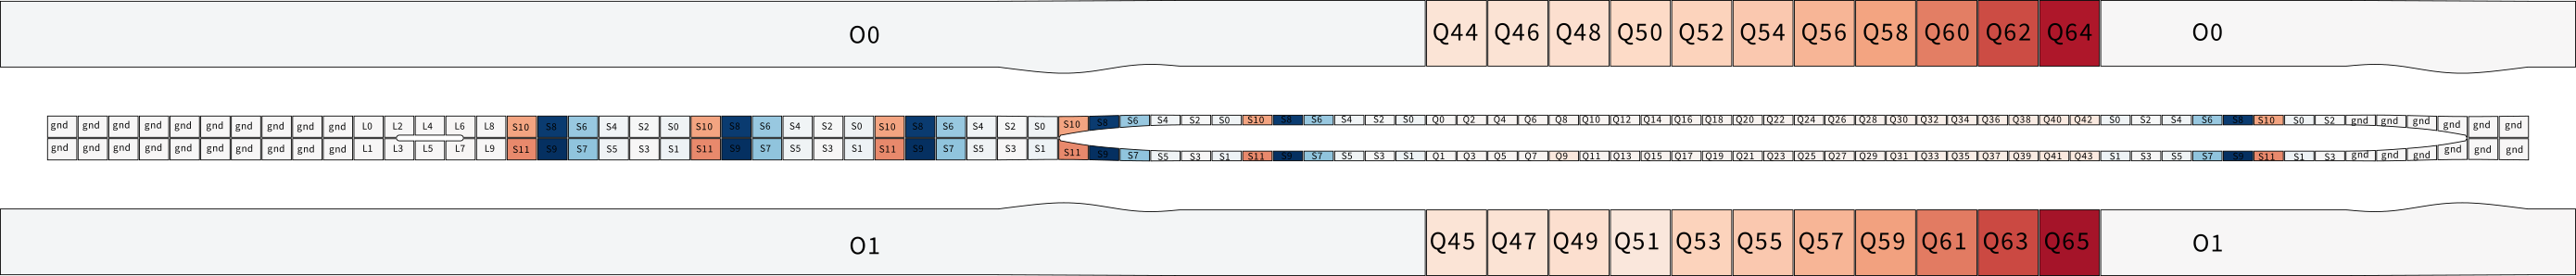 O0 Q44 Q46 Q48 Q50 Q52 Q54 Q56 Q58 Q60 Q62 Q64 O0
gnd gnd gnd gnd gnd gnd gnd gnd gnd gnd L0 L2 L4 L6 L8 S10 S8 S6 S4 S2 S0 S10 S8 S6 S4 S2 S0 S10 S8 S6 S4 S2 S0 S10 S8 S6 S4 S2 S0 S10 S8 S6 S4 S2 S0 Q0 Q2 Q4 Q6 Q8 Q10 Q12 Q14 Q16 Q18 Q20 Q22 Q24 Q26 Q28 Q30 Q32 Q34 Q36 Q38 Q40 Q42 S0 S2 S4 S6 S8 S10 S0 S2 gnd gnd gnd gnd gnd gnd
gnd gnd gnd gnd gnd gnd gnd gnd gnd gnd L1 L3 L5 L7 L9 S11 S9 S7 S5 S3 S1 S11 S9 S7 S5 S3 S1 S11 S9 S7 S5 S3 S1 S11 S9 S7 S5 S3 S1 S11 S9 S7 S5 S3 S1 Q1 Q3 Q5 Q7 Q9 Q11 Q13 Q15 Q17 Q19 Q21 Q23 Q25 Q27 Q29 Q31 Q33 Q35 Q37 Q39 Q41 Q43 S1 S3 S5 S7 S9 S11 S1 S3 gnd gnd gnd gnd gnd gnd
O1 Q45 Q47 Q49 Q51 Q53 Q55 Q57 Q59 Q61 Q63 Q65 O1